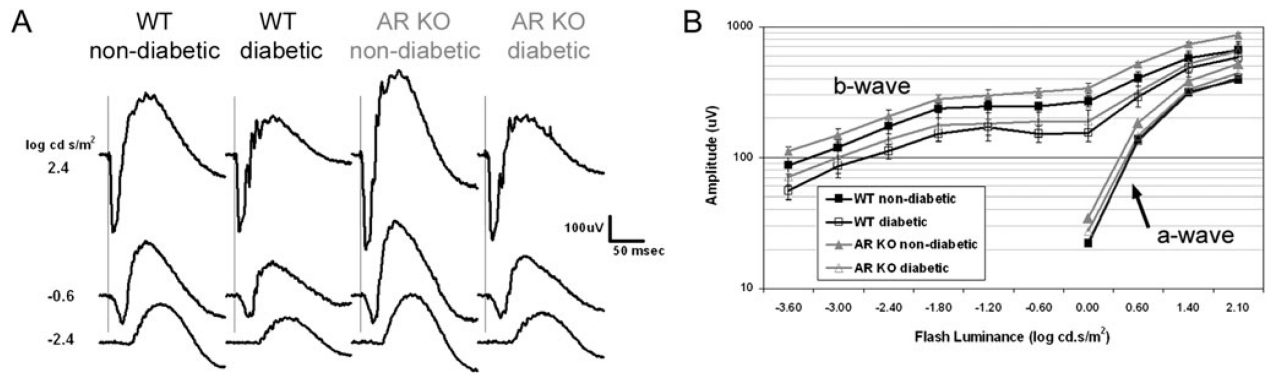 A
WT
non-diabetic
WT
diabetic
AR KO
non-diabetic
AR KO
diabetic
log cd s/m²
2.4
-0.6
-2.4
100uV
50 msec
B
Amplitude (uV)
1000
100
10
b-wave
a-wave
WT non-diabetic
WT diabetic
AR KO non-diabetic
AR KO diabetic
-3.60 -3.00 -2.40 -1.80 -1.20 -0.60 0.00 0.60 1.40 2.10
Flash Luminance (log cd.s/m²)